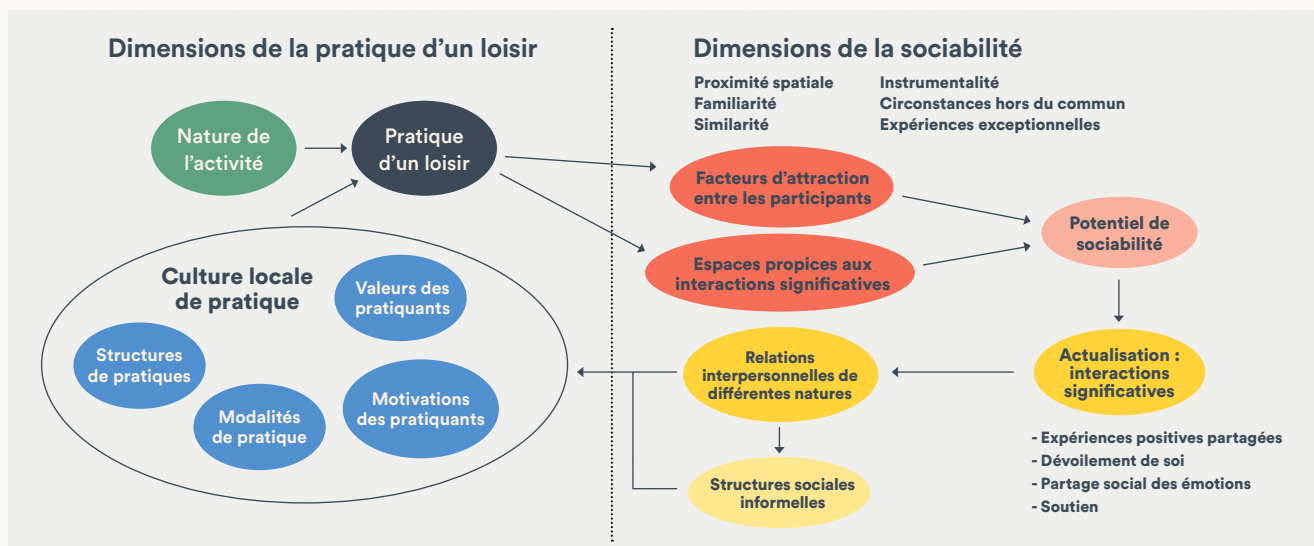 Dimensions de la pratique d’un loisir
Nature de
l’activité
Pratique
d’un loisir
Culture locale
de pratique
Valeurs des
pratiquants
Structures
de pratiques
Modalités
de pratique
Motivations
des pratiquants
Dimensions de la sociabilité
Proximité spatiale
Familiarité
Similarité
Instrumentalité
Circonstances hors du commun
Expériences exceptionnelles
Facteurs d’attraction
entre les participants
Espaces propices aux
interactions significatives
Potentiel de
sociabilité
Actualisation :
interactions
significatives
- Expériences positives partagées
- Dévoilement de soi
- Partage social des émotions
- Soutien
Relations
interpersonnelles de
différentes natures
Structures sociales
informelles